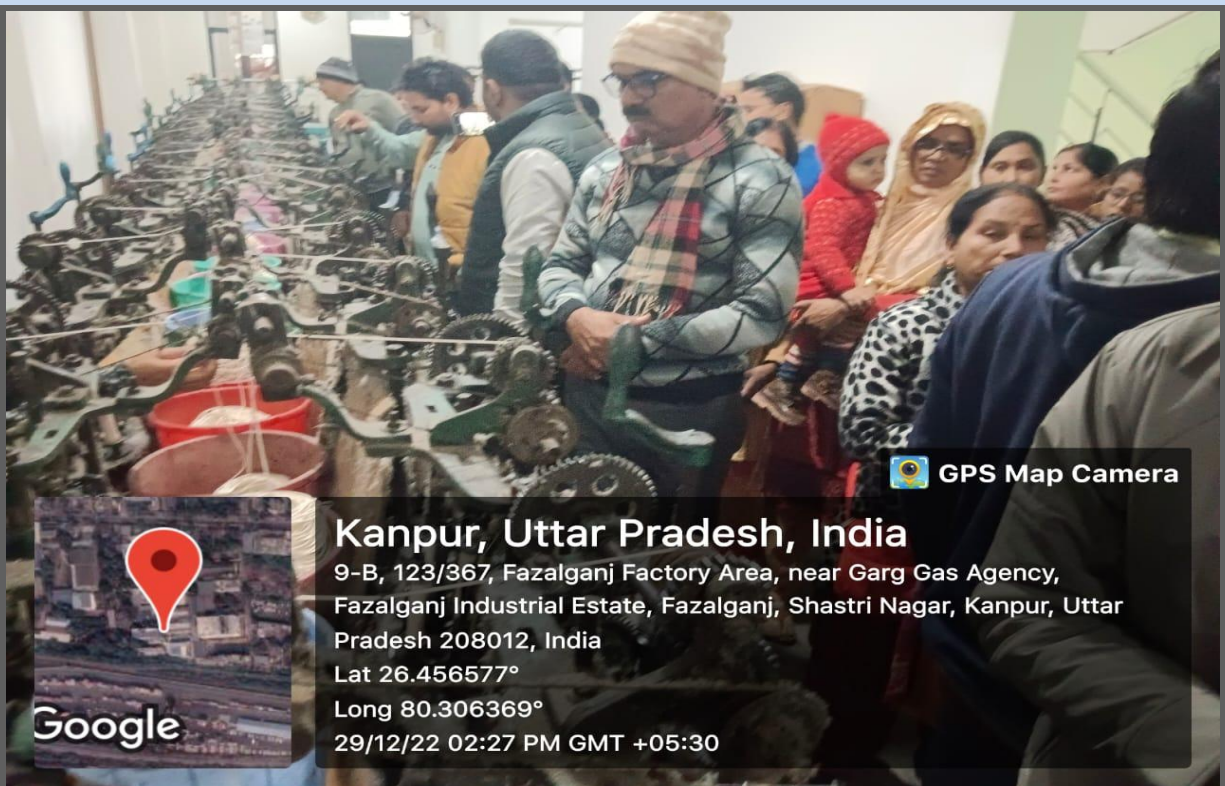 GPS Map Camera
Kanpur, Uttar Pradesh, India
9-B, 123/367, Fazalganj Factory Area, near Garg Gas Agency,
Fazalganj Industrial Estate, Fazalganj, Shastri Nagar, Kanpur, Uttar
Pradesh 208012, India
Lat 26.456577°
Long 80.306369°
29/12/22 02:27 PM GMT +05:30
Google